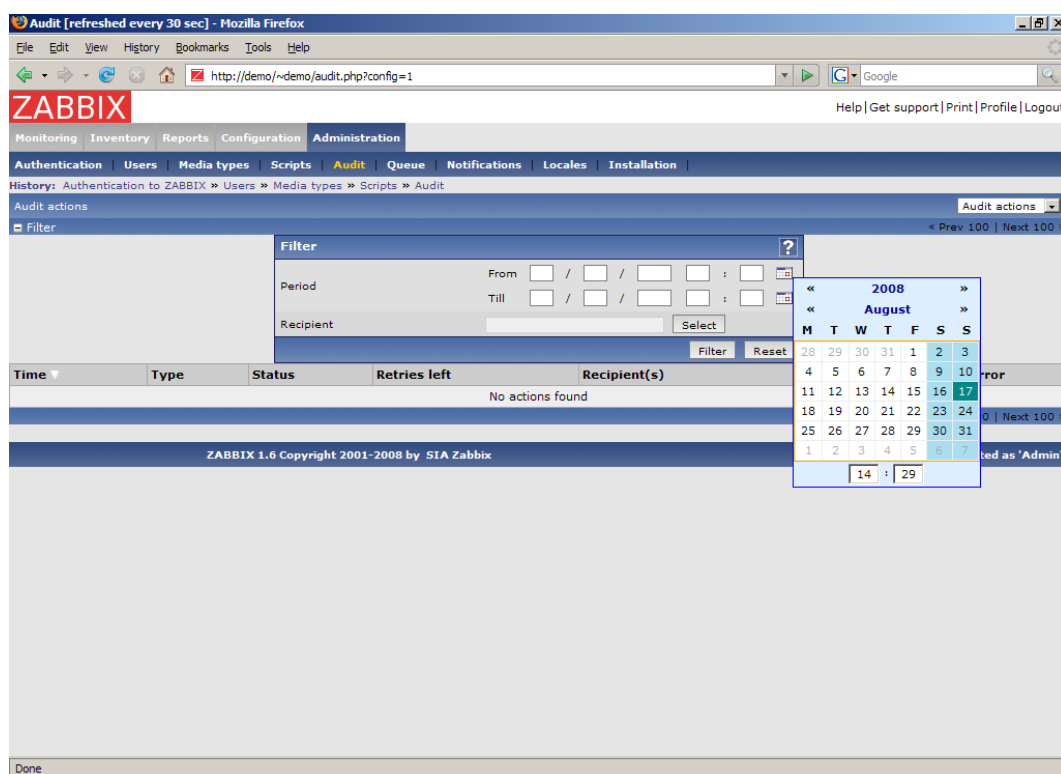 Audit [refreshed every 30 sec] - Mozilla Firefox
File Edit View History Bookmarks Tools Help
http://demo/~demo/audit.php?config=1 Google
ZABBIX
Help | Get support | Print | Profile | Logout
Monitoring Inventory Reports Configuration Administration
Authentication | Users | Media types | Scripts | Audit | Queue | Notifications | Locales | Installation |
History: Authentication to ZABBIX » Users » Media types » Scripts » Audit
Audit actions Audit actions
Filter « Prev 100 | Next 100
Filter ?
Period
From / / :
Till / / :
Recipient Select
Filter Reset
« 2008 »
« August »
M T W T F S S
28 29 30 31 1 2 3
4 5 6 7 8 9 10
11 12 13 14 15 16 17
18 19 20 21 22 23 24
25 26 27 28 29 30 31
1 2 3 4 5 6 7
14 : 29
Time Type Status Retries left Recipient(s) rror
No actions found
0 | Next 100
ZABBIX 1.6 Copyright 2001-2008 by SIA Zabbix ted as 'Admin'
Done